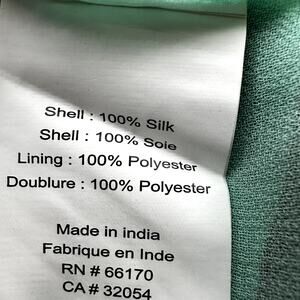 Shell : 100% Silk
Shell : 100% Soie
Lining : 100% Polyester
Doublure : 100% Polyester
Made in india
Fabrique en Inde
RN # 66170
CA # 32054